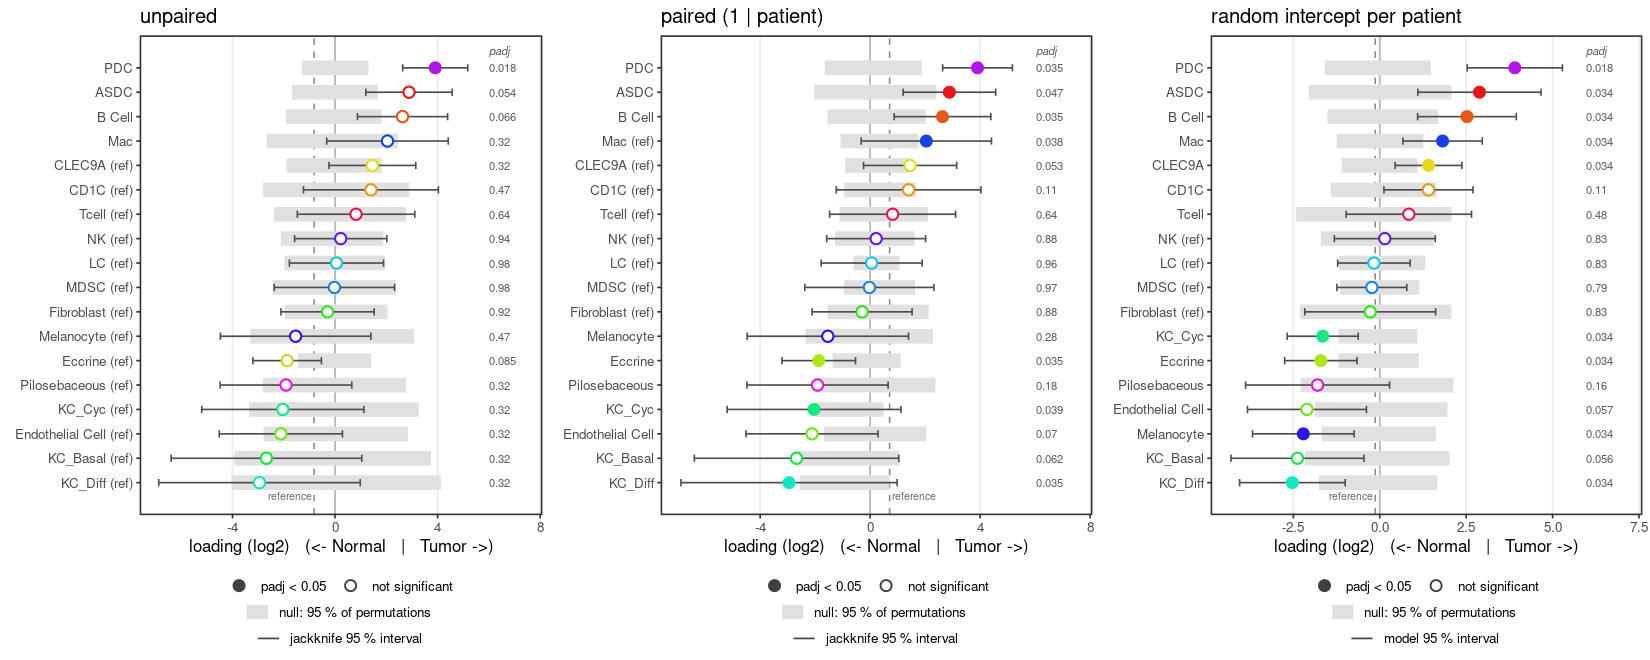 unpaired
padj
PDC 0.018
ASDC 0.054
B Cell 0.066
Mac 0.32
CLEC9A (ref) 0.32
CD1C (ref) 0.47
Tcell (ref) 0.64
NK (ref) 0.94
LC (ref) 0.98
MDSC (ref) 0.98
Fibroblast (ref) 0.92
Melanocyte (ref) 0.47
Eccrine (ref) 0.085
Pilosebaceous (ref) 0.32
KC_Cyc (ref) 0.32
Endothelial Cell (ref) 0.32
KC_Basal (ref) 0.32
KC_Diff (ref) 0.32
reference
-4 0 4 8
loading (log2) (<- Normal | Tumor ->)
padj < 0.05 not significant
null: 95 % of permutations
jackknife 95 % interval
paired (1 | patient)
padj
PDC 0.035
ASDC 0.047
B Cell 0.035
Mac (ref) 0.038
CLEC9A (ref) 0.053
CD1C (ref) 0.11
Tcell (ref) 0.64
NK (ref) 0.88
LC (ref) 0.96
MDSC (ref) 0.97
Fibroblast (ref) 0.88
Melanocyte 0.28
Eccrine 0.035
Pilosebaceous 0.18
KC_Cyc 0.039
Endothelial Cell 0.07
KC_Basal 0.062
KC_Diff 0.035
reference
-4 0 4 8
loading (log2) (<- Normal | Tumor ->)
padj < 0.05 not significant
null: 95 % of permutations
jackknife 95 % interval
random intercept per patient
padj
PDC 0.018
ASDC 0.034
B Cell 0.034
Mac 0.034
CLEC9A 0.034
CD1C 0.11
Tcell 0.48
NK (ref) 0.83
LC (ref) 0.83
MDSC (ref) 0.79
Fibroblast (ref) 0.83
KC_Cyc 0.034
Eccrine 0.034
Pilosebaceous 0.16
Endothelial Cell 0.057
Melanocyte 0.034
KC_Basal 0.056
KC_Diff 0.034
reference
-2.5 0.0 2.5 5.0 7.5
loading (log2) (<- Normal | Tumor ->)
padj < 0.05 not significant
null: 95 % of permutations
model 95 % interval